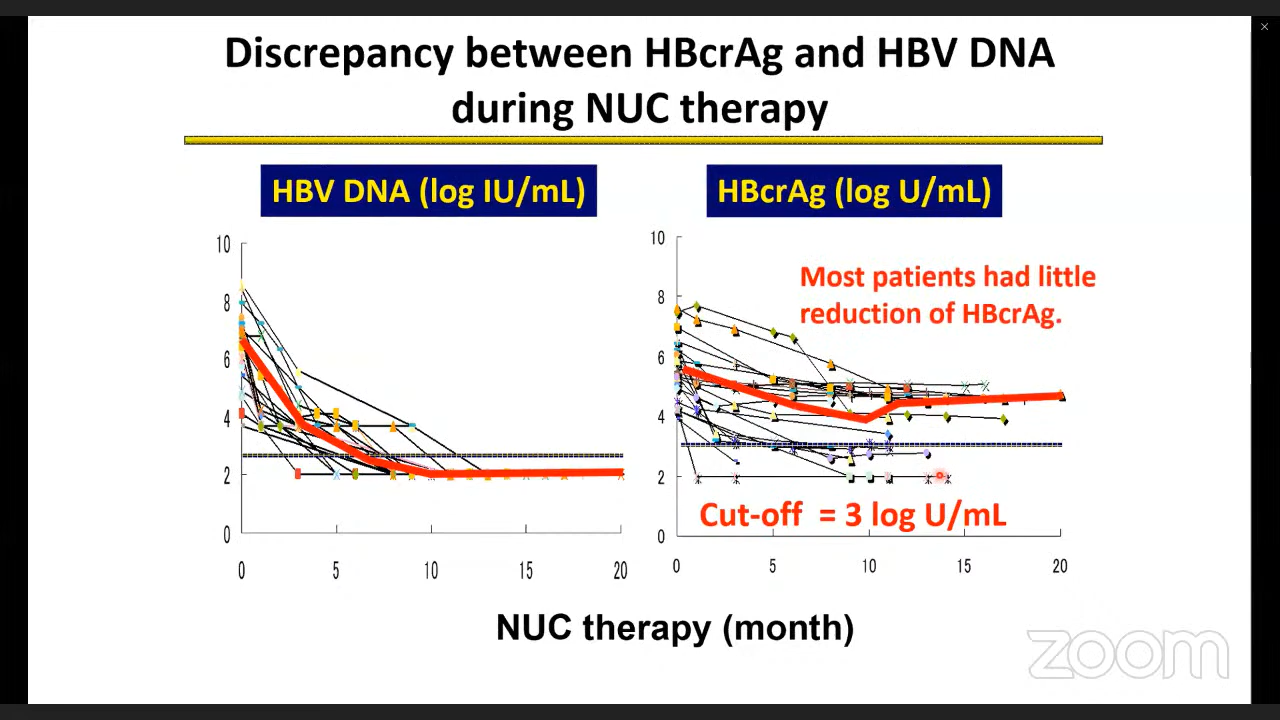 Discrepancy between HBcrAg and HBV DNA
during NUC therapy
HBV DNA (log IU/mL)
HBcrAg (log U/mL)
10
8
6
4
2
0
0 5 10 15 20
10
8
6
4
2
0
0 5 10 15 20
Most patients had little
reduction of HBcrAg.
Cut-off = 3 log U/mL
NUC therapy (month)
zoom